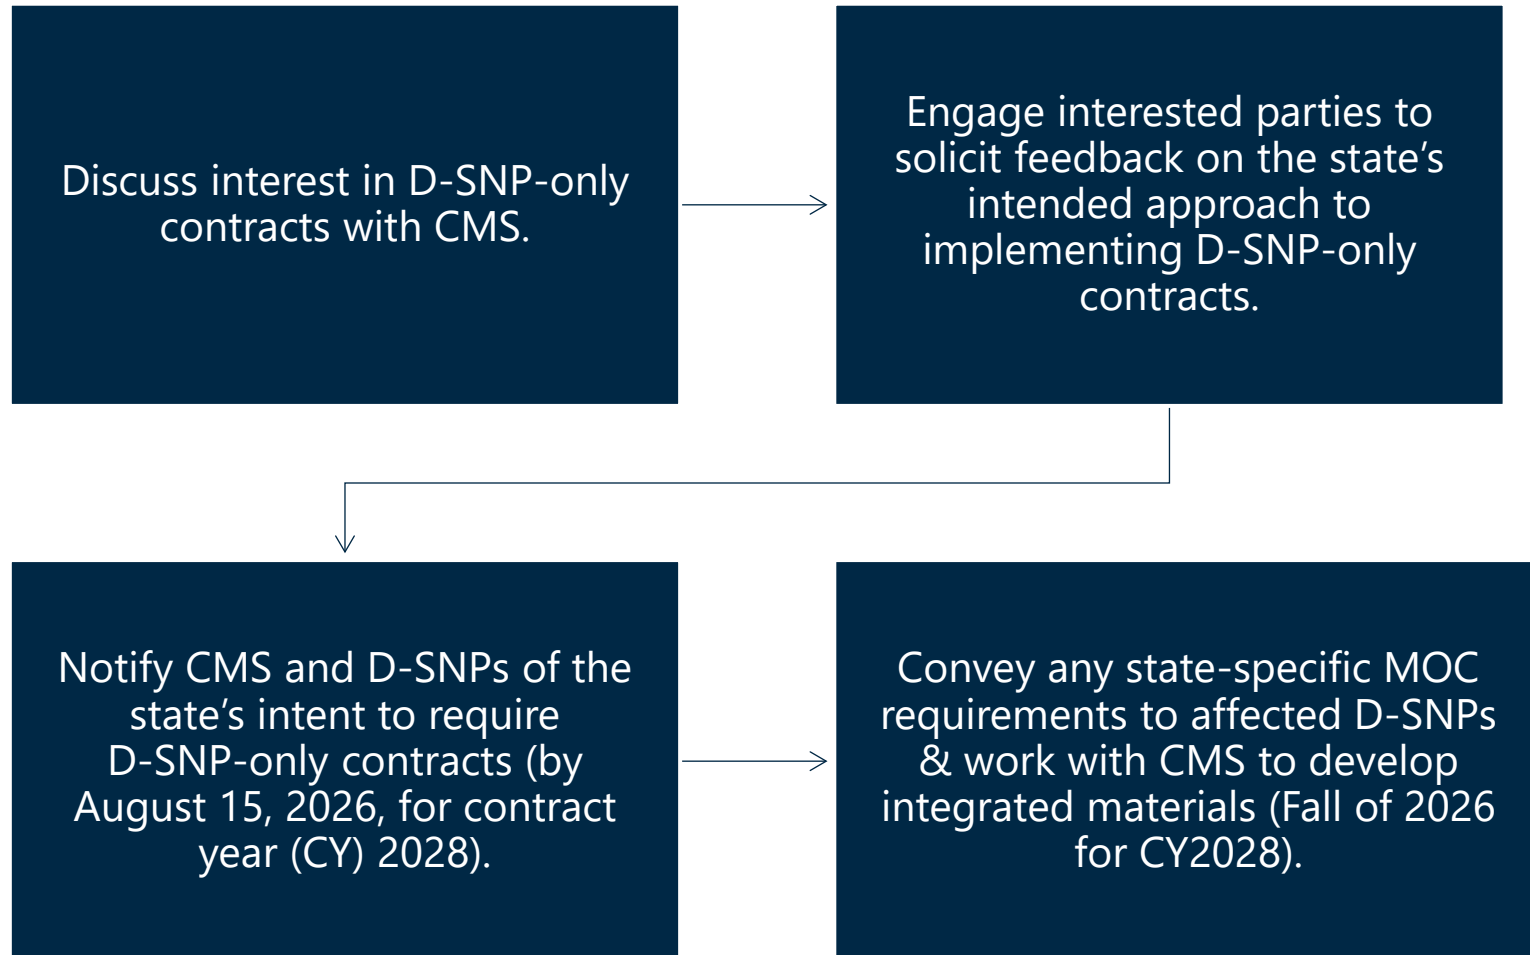 Discuss interest in D-SNP-only
contracts with CMS.
Engage interested parties to
solicit feedback on the state’s
intended approach to
implementing D-SNP-only
contracts.
Notify CMS and D-SNPs of the
state’s intent to require
D-SNP-only contracts (by
August 15, 2026, for contract
year (CY) 2028).
Convey any state-specific MOC
requirements to affected D-SNPs
& work with CMS to develop
integrated materials (Fall of 2026
for CY2028).